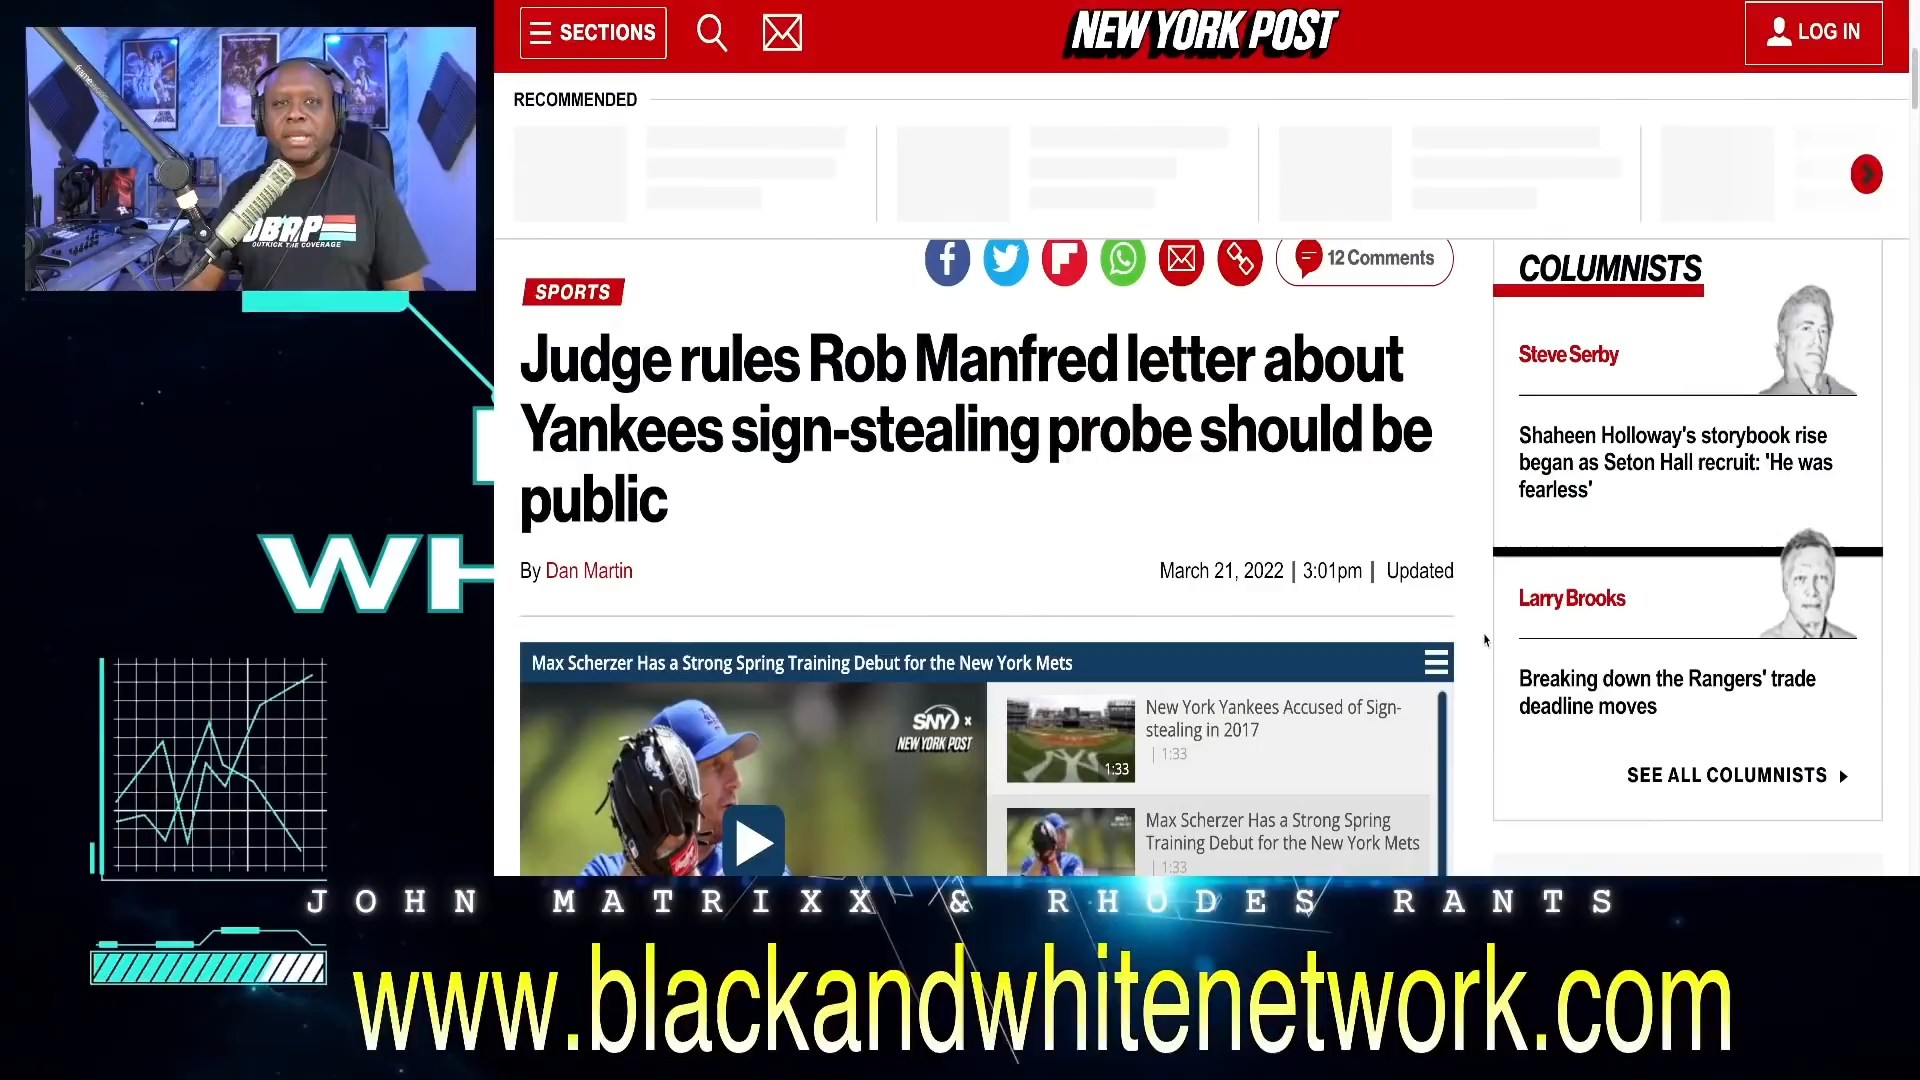 SECTIONS
NEW YORK POST
LOG IN
RECOMMENDED
12 Comments
SPORTS
Judge rules Rob Manfred letter about
Yankees sign-stealing probe should be
public
By Dan Martin
March 21, 2022 | 3:01pm | Updated
Max Scherzer Has a Strong Spring Training Debut for the New York Mets
SNY x
NEW YORK POST
1:33
New York Yankees Accused of Sign-
stealing in 2017
| 1:33
Max Scherzer Has a Strong Spring
Training Debut for the New York Mets
| 1:33
COLUMNISTS
Steve Serby
Shaheen Holloway's storybook rise
began as Seton Hall recruit: 'He was
fearless'
Larry Brooks
Breaking down the Rangers' trade
deadline moves
SEE ALL COLUMNISTS
OUTKICK THE COVERAGE
WH
JOHN MATRIXX & RHODES RANTS
www.blackandwhitenetwork.com